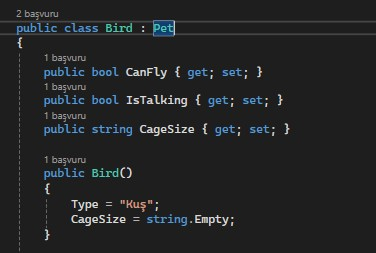 2 başvuru
public class Bird : Pet
{
1 başvuru
public bool CanFly { get; set; }
1 başvuru
public bool IsTalking { get; set; }
1 başvuru
public string CageSize { get; set; }
1 başvuru
public Bird()
{
Type = "Kuş";
CageSize = string.Empty;
}